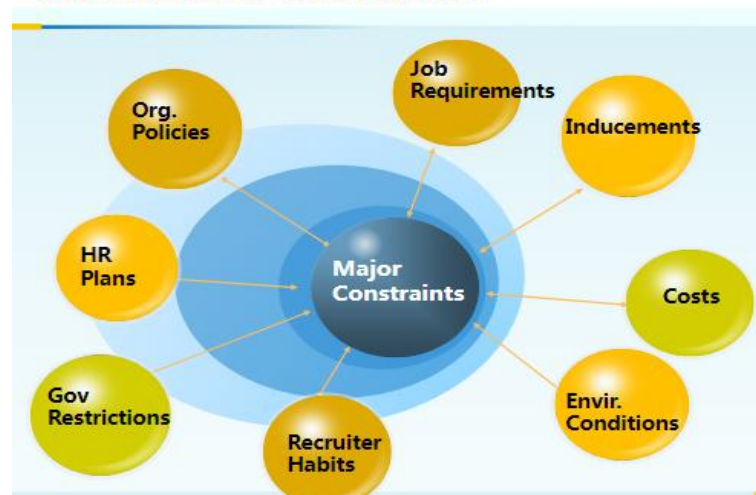 Job
Requirements
Org.
Policies
Inducements
HR
Plans
Major
Constraints
Costs
Gov
Restrictions
Envir.
Conditions
Recruiter
Habits